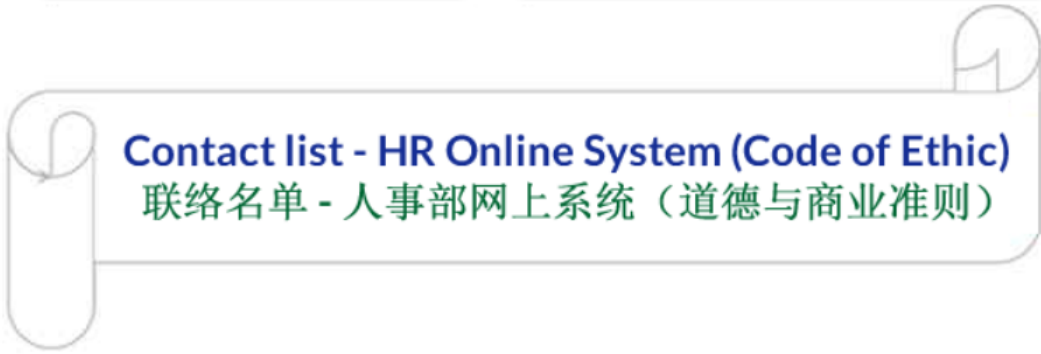 Contact list - HR Online System (Code of Ethic)
联络名单 - 人事部网上系统（道德与商业准则）